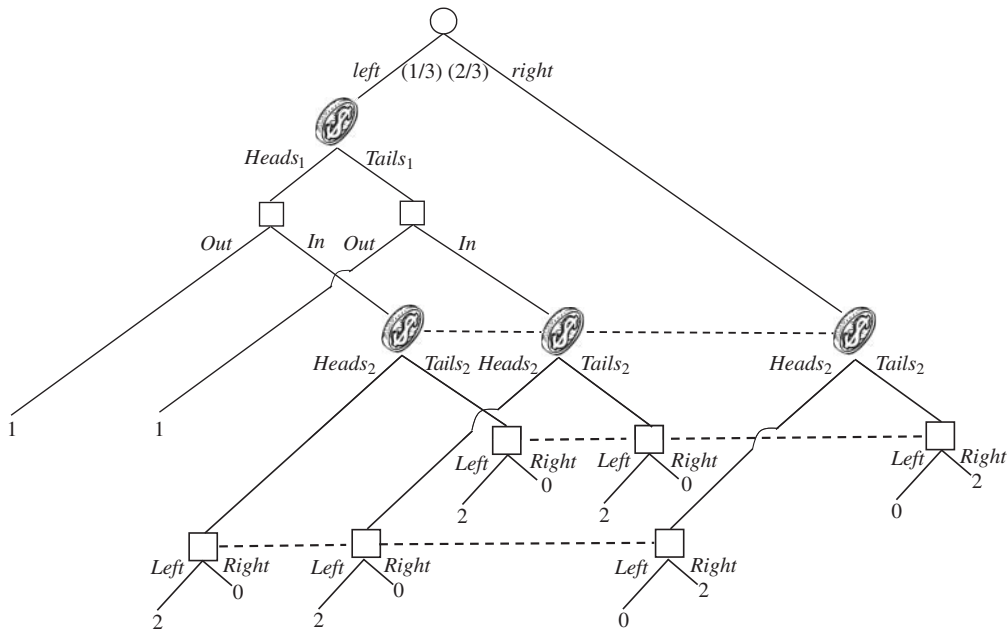 left (1/3) (2/3) right
Heads1 Tails1
Out In Out In
Heads2 Tails2 Heads2 Tails2 Heads2 Tails2
1 1
Left Right Left Right Left Right
0 0 2
2 2 0
Left Right Left Right Left Right
0 0 2
2 2 0